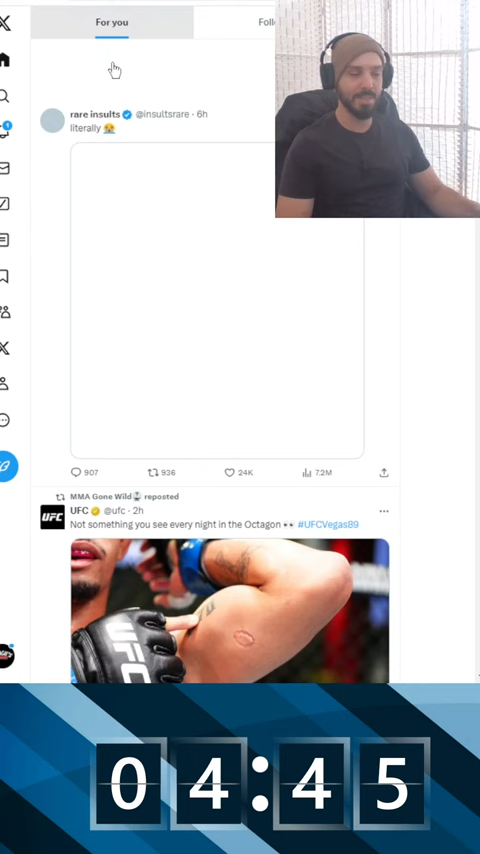 For you
Foll
rare insults @insultsrare · 6h
literally 😭
907 936 24K 7.2M
MMA Gone Wild reposted
UFC @ufc · 2h
Not something you see every night in the Octagon 👀 #UFCVegas89
UFC
UFC
04:45